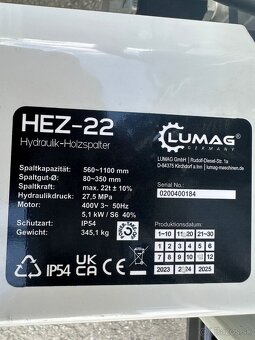 LUMAG
GERMANY
HEZ-22
Hydraulik-Holzspalter
LUMAG GmbH | Rudolf-Diesel-Str. 1a
D-84375 Kirchdorf a.Inn | lumag-maschinen.de
Spaltkapazität: 560~1100 mm
Spaltgut-Ø: 80~350 mm
Spaltkraft: max. 22t ± 10%
Hydraulikdruck: 27,5 MPa
Motor: 400V 3~ 50Hz
5,1 kW / S6 40%
Schutzart: IP54
Gewicht: 345,1 kg
Serial No.:
0200400184
Produktionsdatum:
1~10 11~20 21~30
1 2 3 4 5 6
7 8 9 10 11 12
2023 2024 2025
IP54 UK CA CE